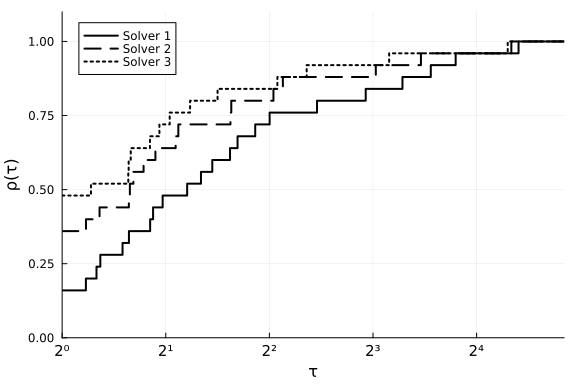 1.00
0.75
0.50
0.25
0.00
ρ(τ)
Solver 1
Solver 2
Solver 3
2⁰ 2¹ 2² 2³ 2⁴
τ